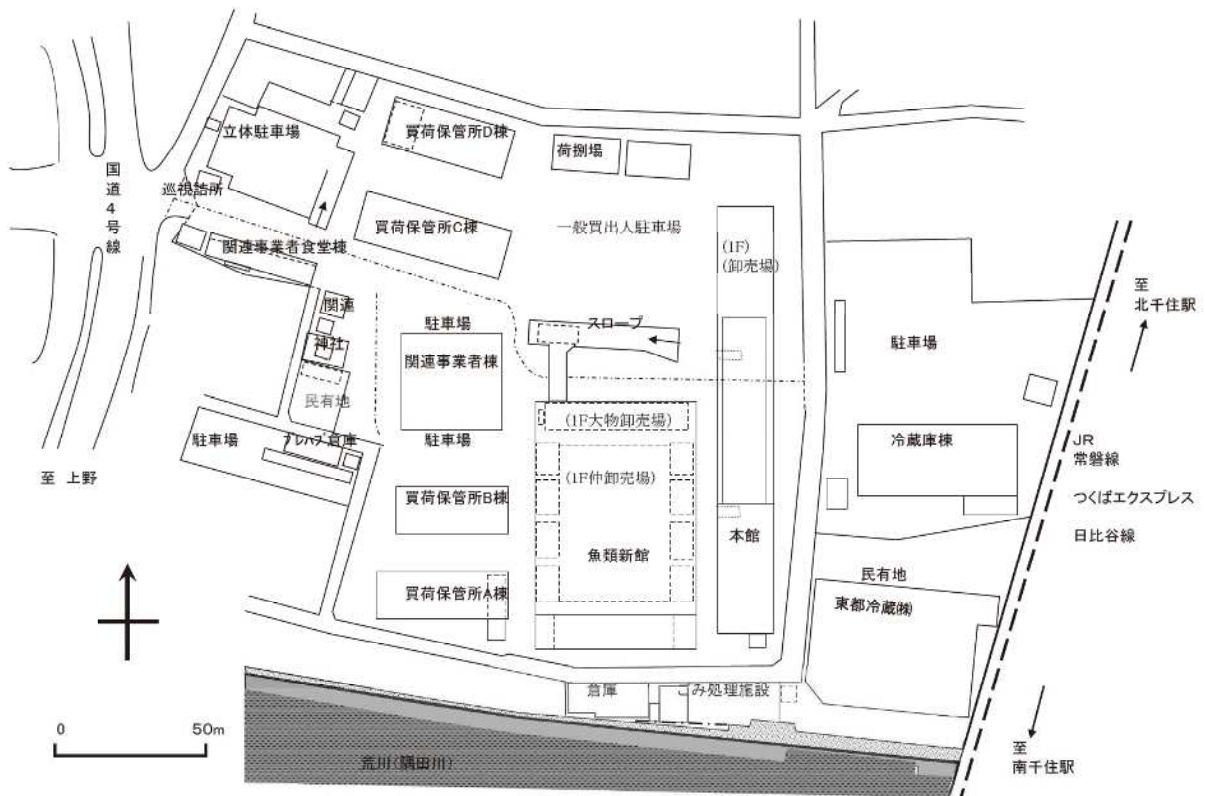 立体駐車場
買荷保管所D棟
荷捌場
国道4号線
巡視詰所
買荷保管所C棟
一般買出人駐車場
関連事業者食堂棟
(1F)
(卸売場)
至
北千住駅
関連
駐車場
スロープ
神社
関連事業者棟
駐車場
民有地
駐車場
プレハブ倉庫
駐車場
(1F大物卸売場)
冷蔵庫棟
JR
常磐線
至 上野
(1F仲卸売場)
つくばエクスプレス
買荷保管所B棟
本館
日比谷線
魚類新館
民有地
買荷保管所A棟
東都冷蔵㈱
倉庫
ごみ処理施設
0
50m
荒川(隅田川)
至
南千住駅